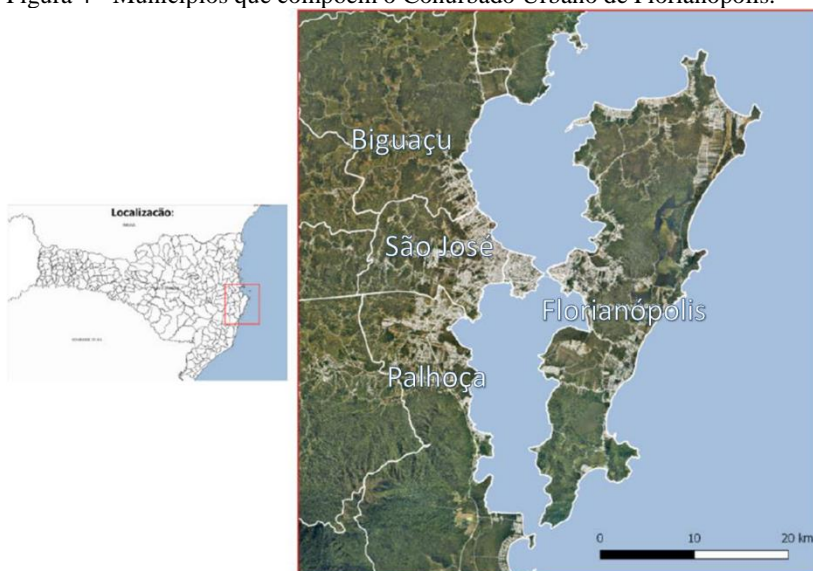 Figura 4 - Municípios que compõem o Conurbado Urbano de Florianópolis.
Biguaçu
Localização:
São José
Florianópolis
Palhoça
0 10 20 km